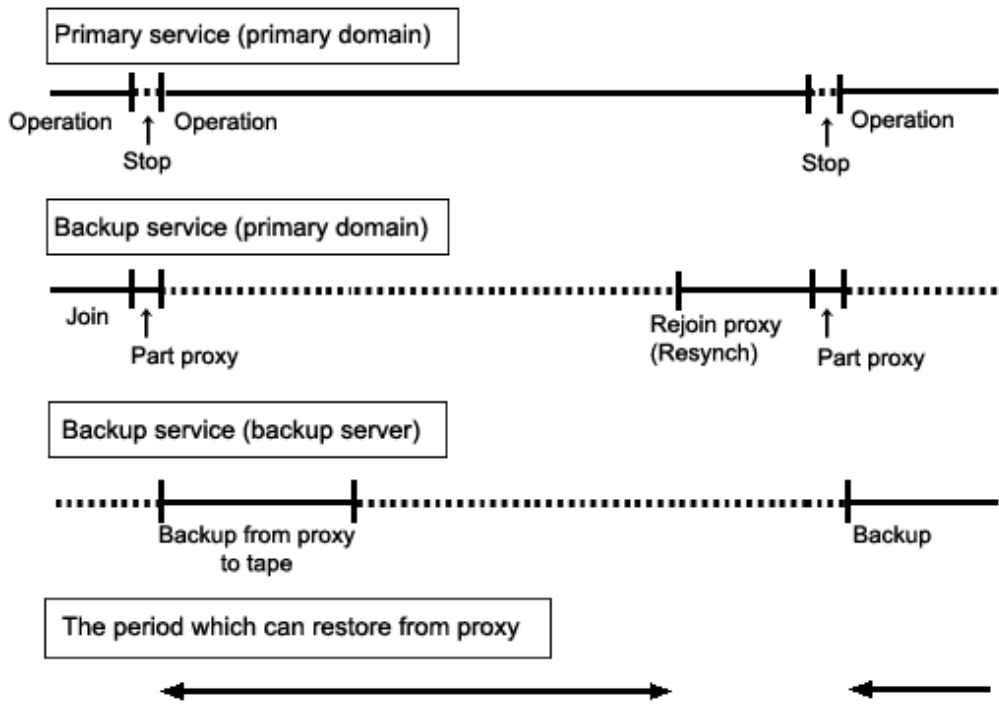 Primary service (primary domain)
Operation
Operation
Operation
Stop
Stop
Backup service (primary domain)
Join
Rejoin proxy
(Resynch)
Part proxy
Part proxy
Backup service (backup server)
Backup from proxy
to tape
Backup
The period which can restore from proxy